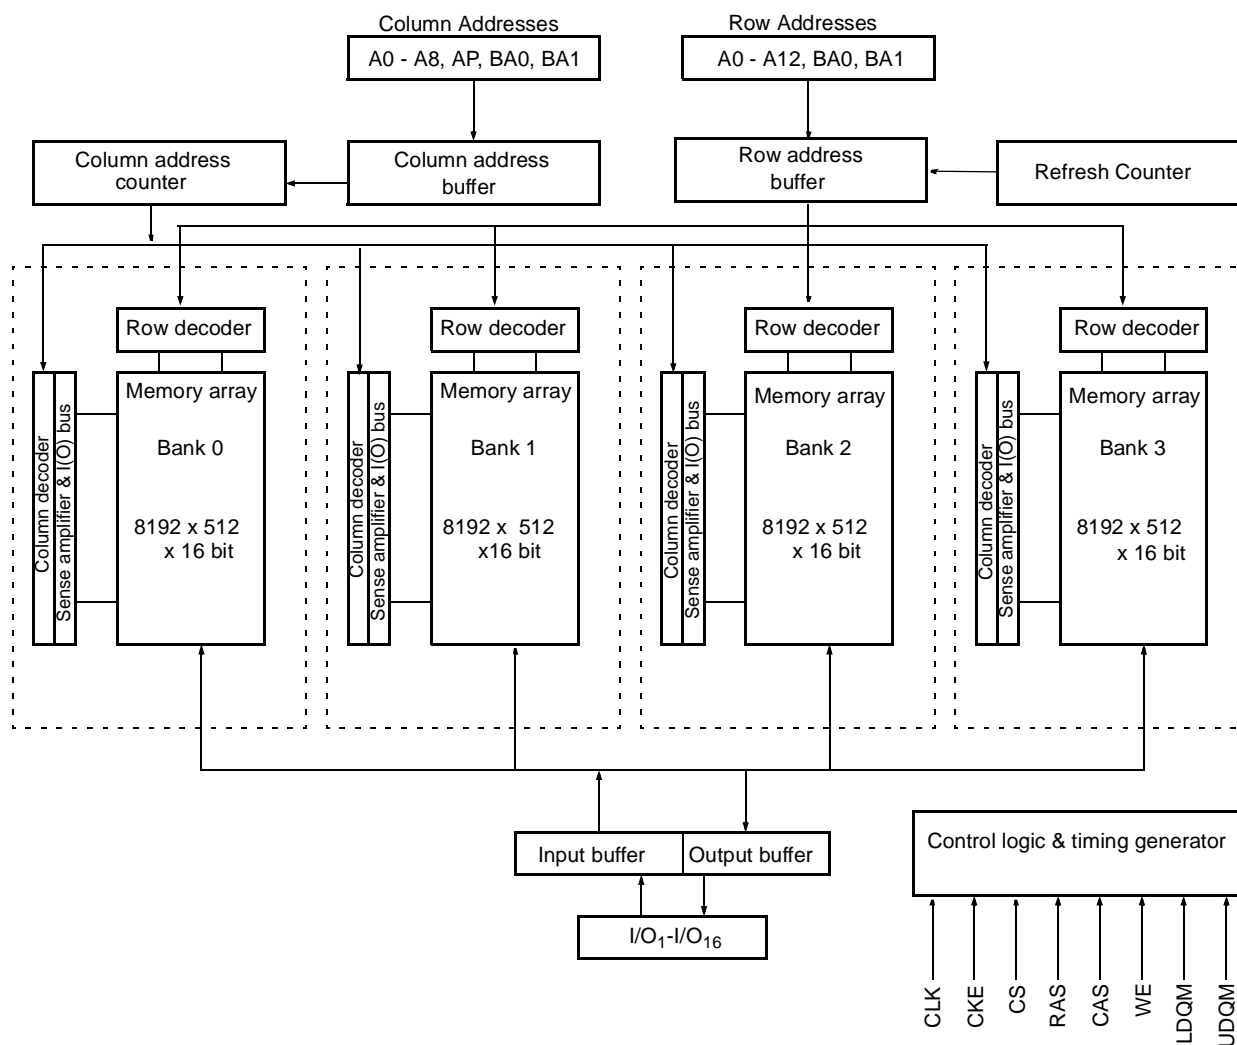 Column Addresses
Row Addresses
A0 - A8, AP, BA0, BA1
A0 - A12, BA0, BA1
Column address
counter
Column address
buffer
Row address
buffer
Refresh Counter
Row decoder
Row decoder
Row decoder
Row decoder
Column decoder
Sense amplifier & I(O) bus
Memory array
Bank 0
8192 x 512
x 16 bit
Column decoder
Sense amplifier & I(O) bus
Memory array
Bank 1
8192 x  512
x16 bit
Column decoder
Sense amplifier & I(O) bus
Memory array
Bank 2
8192 x 512
x 16 bit
Column decoder
Sense amplifier & I(O) bus
Memory array
Bank 3
8192 x 512
x 16 bit
Input buffer
Output buffer
I/O1-I/O16
Control logic & timing generator
CLK
CKE
CS
RAS
CAS
WE
LDQM
UDQM